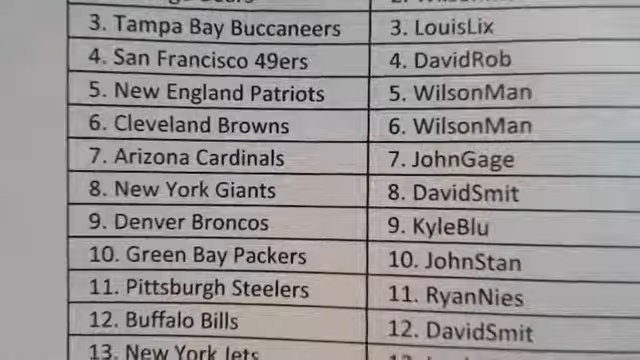 3. Tampa Bay Buccaneers 3. LouisLix
4. San Francisco 49ers 4. DavidRob
5. New England Patriots 5. WilsonMan
6. Cleveland Browns 6. WilsonMan
7. Arizona Cardinals 7. JohnGage
8. New York Giants 8. DavidSmit
9. Denver Broncos 9. KyleBlu
10. Green Bay Packers 10. JohnStan
11. Pittsburgh Steelers 11. RyanNies
12. Buffalo Bills 12. DavidSmit
13. New York Jets